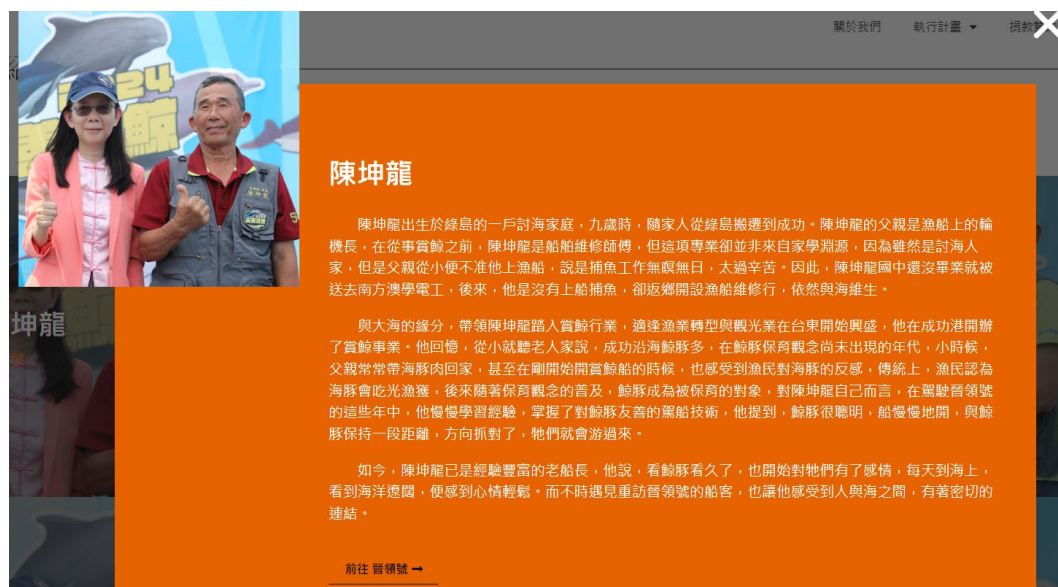 關於我們
執行計畫
2024
陳坤龍
陳坤龍出生於綠島的一戶討海家庭，九歲時，隨家人從綠島搬遷到成功。陳坤龍的父親是漁船上的輪
機長，在從事賞鯨之前，陳坤龍是船舶維修師傅，但這項專業卻並非來自家學淵源，因為雖然是討海人
家，但是父親從小便不准他上漁船，說是捕魚工作無暝無日，太過辛苦。因此，陳坤龍國中還沒畢業就被
送去南方澳學電工，後來，他是沒有上船捕魚，卻返鄉開設漁船維修行，依然與海維生。
與大海的緣分，帶領陳坤龍踏入賞鯨行業，適逢漁業轉型與觀光業在台東開始興盛，他在成功港開辦
了賞鯨事業。他回憶，從小就聽老人家說，成功沿海鯨豚多，在鯨豚保育觀念尚未出現的年代，小時候，
父親常常帶海豚肉回家，甚至在剛開始開賞鯨船的時候，也感受到漁民對海豚的反感，傳統上，漁民認為
海豚會吃光漁獲，後來隨著保育觀念的普及，鯨豚成為被保育的對象，對陳坤龍自己而言，在駕駛晉領號
的這些年中，他慢慢學習經驗，掌握了對鯨豚友善的駕船技術，他提到，鯨豚很聰明，船慢慢地開，與鯨
豚保持一段距離，方向抓對了，牠們就會游過來。
如今，陳坤龍已是經驗豐富的老船長，他說，看鯨豚看久了，也開始對牠們有了感情，每天到海上，
看到海洋遼闊，便感到心情輕鬆。而不時遇見重訪晉領號的船客，也讓他感受到人與海之間，有著密切的
連結。
坤龍
前往 晉領號 ➞